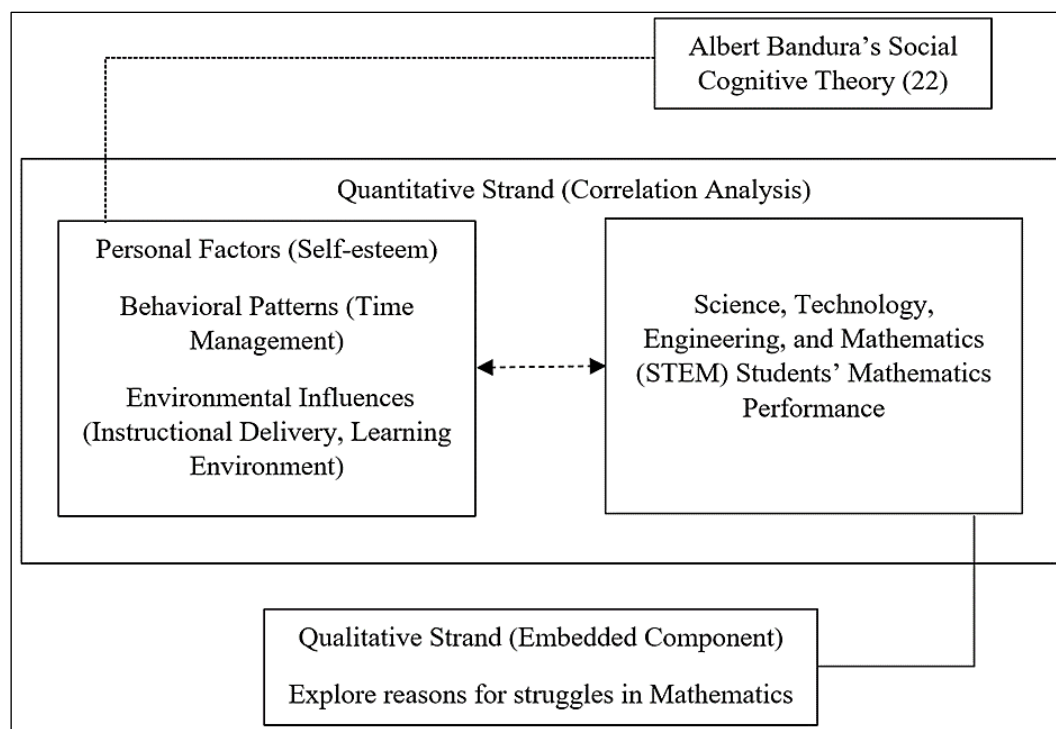 Albert Bandura’s Social
Cognitive Theory (22)
Quantitative Strand (Correlation Analysis)
Personal Factors (Self-esteem)
Behavioral Patterns (Time
Management)
Environmental Influences
(Instructional Delivery, Learning
Environment)
Science, Technology,
Engineering, and Mathematics
(STEM) Students’ Mathematics
Performance
Qualitative Strand (Embedded Component)
Explore reasons for struggles in Mathematics